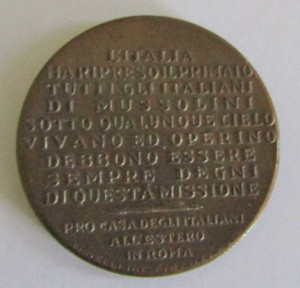 L'ITALIA
HA RIPRESO IL PRIMATO
TUTTI GLI ITALIANI
DI MUSSOLINI
SOTTO QUALUNQUE CIELO
VIVANO ED OPERINO
DEBBONO ESSERE
SEMPRE DEGNI
DI QUESTA MISSIONE
PRO CASA DEGLI ITALIANI
ALL'ESTERO
IN ROMA